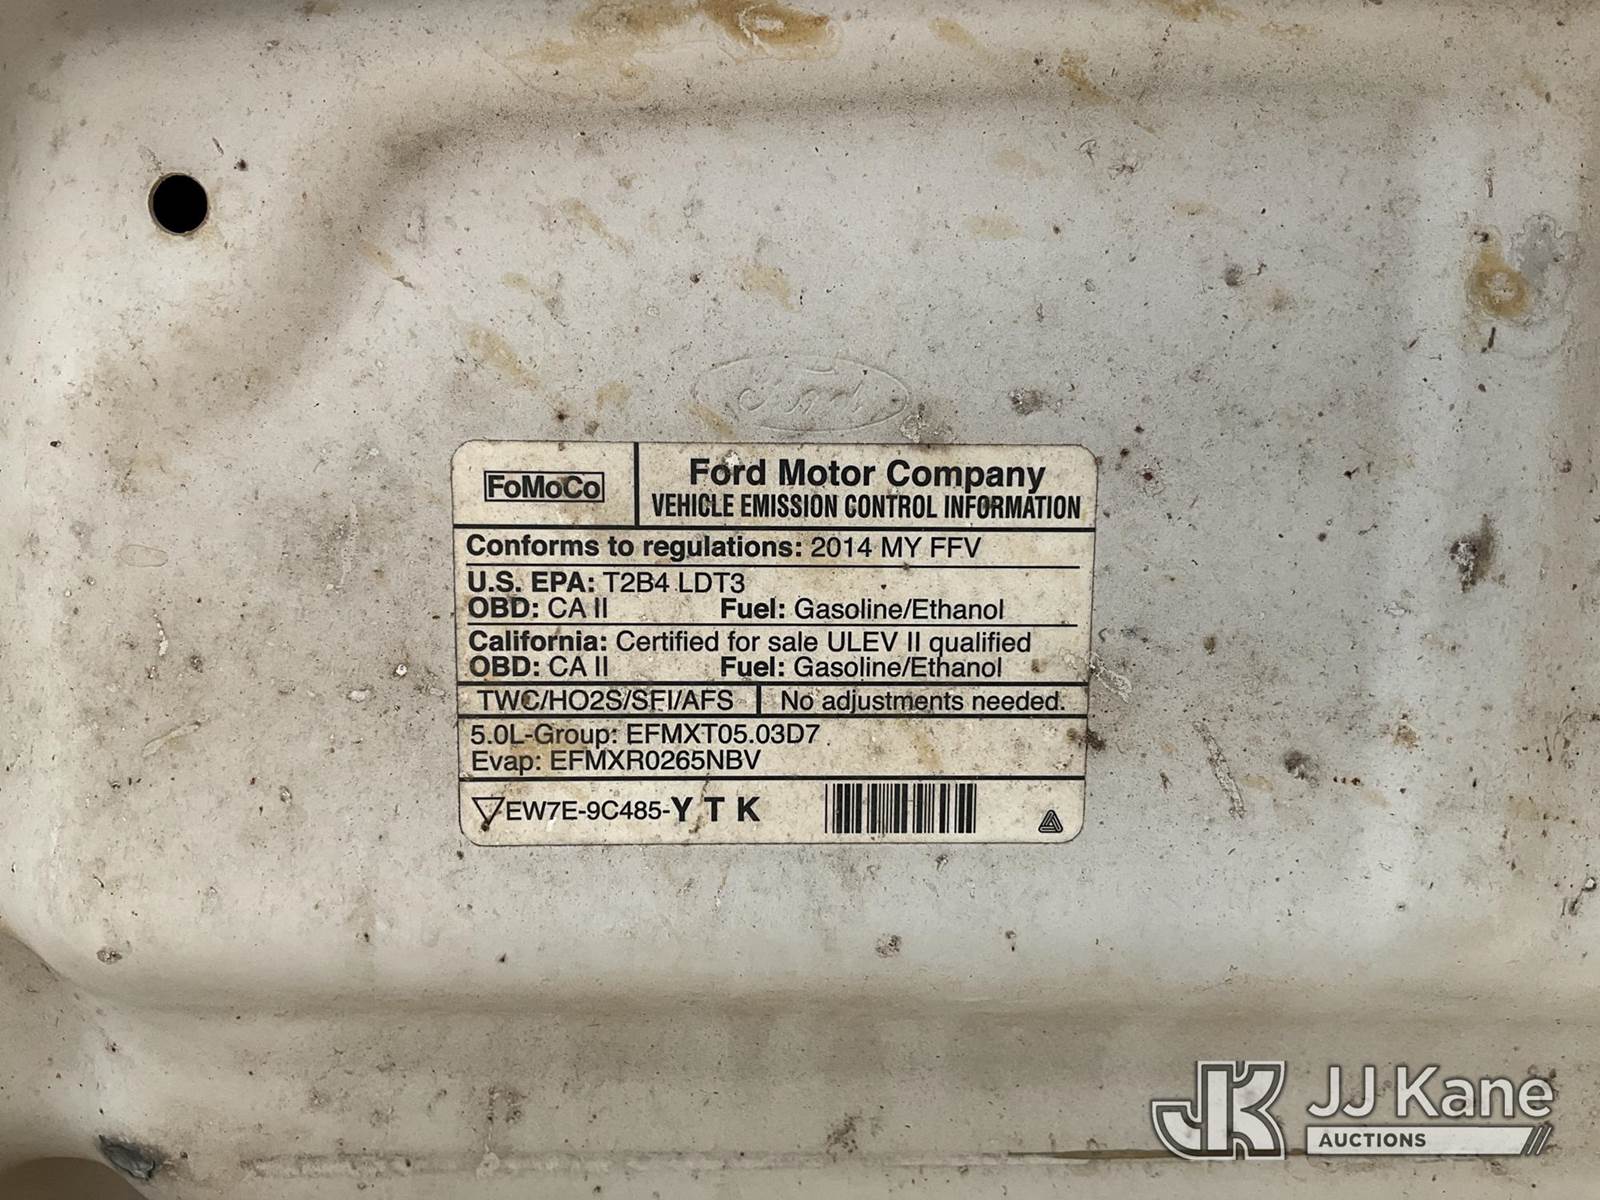 Ford
FoMoCo
Ford Motor Company
VEHICLE EMISSION CONTROL INFORMATION
Conforms to regulations: 2014 MY FFV
U.S. EPA: T2B4 LDT3
OBD: CA II Fuel: Gasoline/Ethanol
California: Certified for sale ULEV II qualified
OBD: CA II Fuel: Gasoline/Ethanol
TWC/HO2S/SFI/AFS No adjustments needed.
5.0L-Group: EFMXT05.03D7
Evap: EFMXR0265NBV
EW7E-9C485-Y T K
JK JJ Kane
AUCTIONS